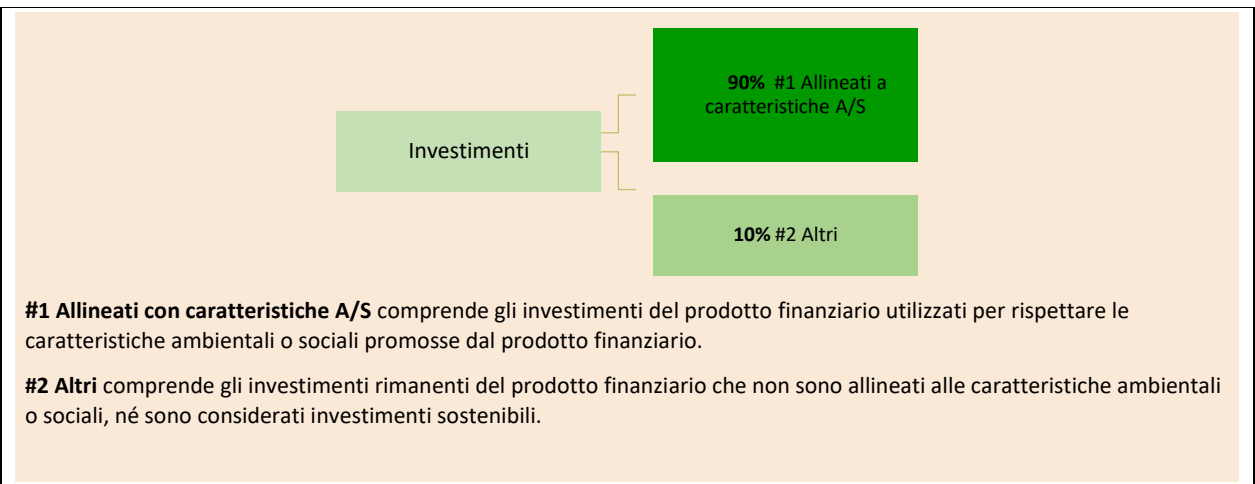 90% #1 Allineati a
caratteristiche A/S
Investimenti
10% #2 Altri
#1 Allineati con caratteristiche A/S comprende gli investimenti del prodotto finanziario utilizzati per rispettare le
caratteristiche ambientali o sociali promosse dal prodotto finanziario.
#2 Altri comprende gli investimenti rimanenti del prodotto finanziario che non sono allineati alle caratteristiche ambientali
o sociali, né sono considerati investimenti sostenibili.